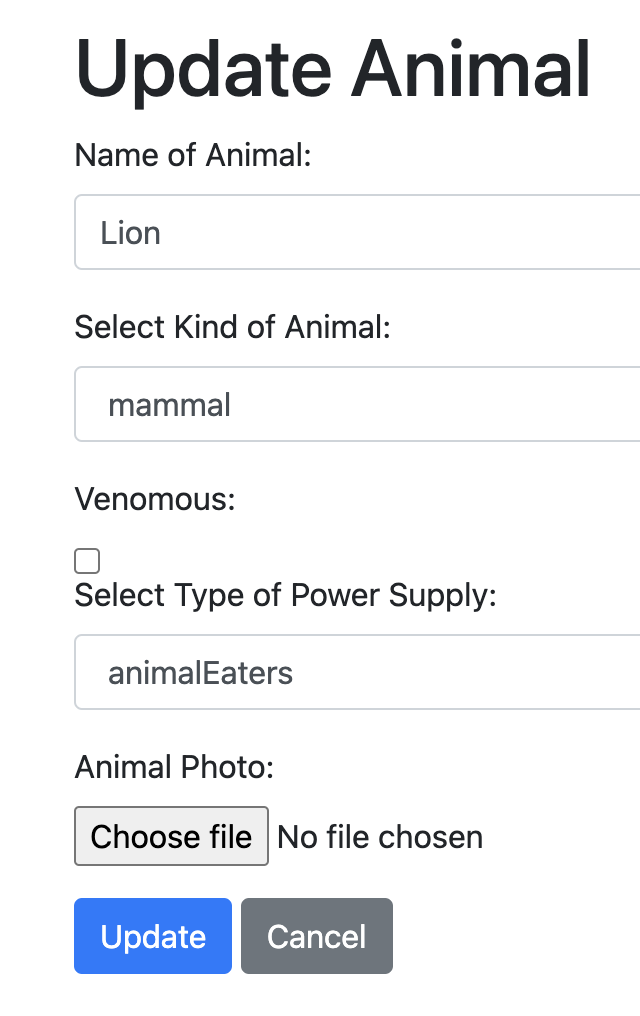 Update Animal
Name of Animal:
Lion
Select Kind of Animal:
mammal
Venomous:
Select Type of Power Supply:
animalEaters
Animal Photo:
Choose file No file chosen
Update Cancel